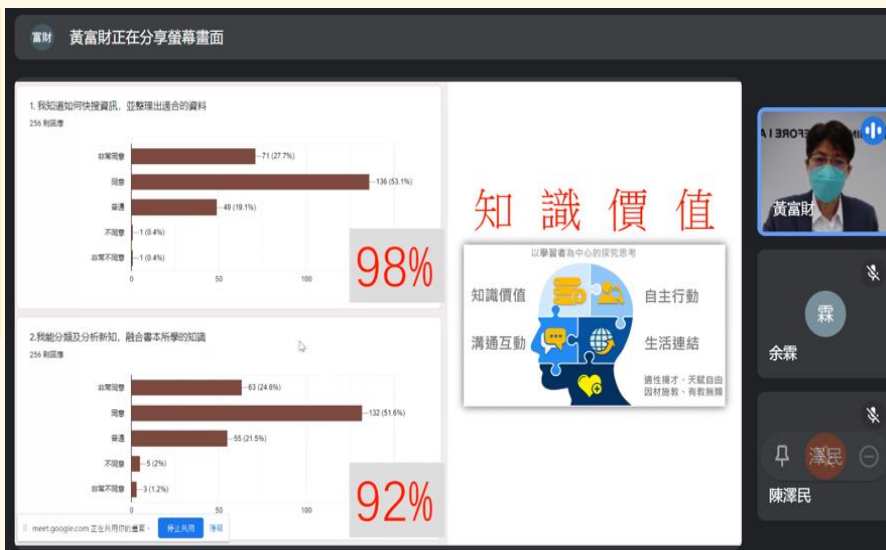 富財 黃富財正在分享螢幕畫面
1. 我知道如何快搜資訊，並整理出適合的資料
256 則回應
非常同意 71 (27.7%)
同意 136 (53.1%)
普通 49 (19.1%)
不同意 1 (0.4%)
非常不同意 1 (0.4%)
0 50 100
98%
2.我能分類及分析新知，融合書本所學的知識
256 則回應
非常同意 63 (24.6%)
同意 132 (51.6%)
普通 55 (21.5%)
不同意 5 (2%)
非常不同意 3 (1.2%)
0 50 100
92%
meet.google.com 正在共用你的畫面。 停止共用 隱藏
知識價值
以學習者為中心的探究思考
知識價值 自主行動
溝通互動 生活連結
適性揚才、天賦自由
因材施教、有教無類
黃富財
霖
余霖
澤民
陳澤民